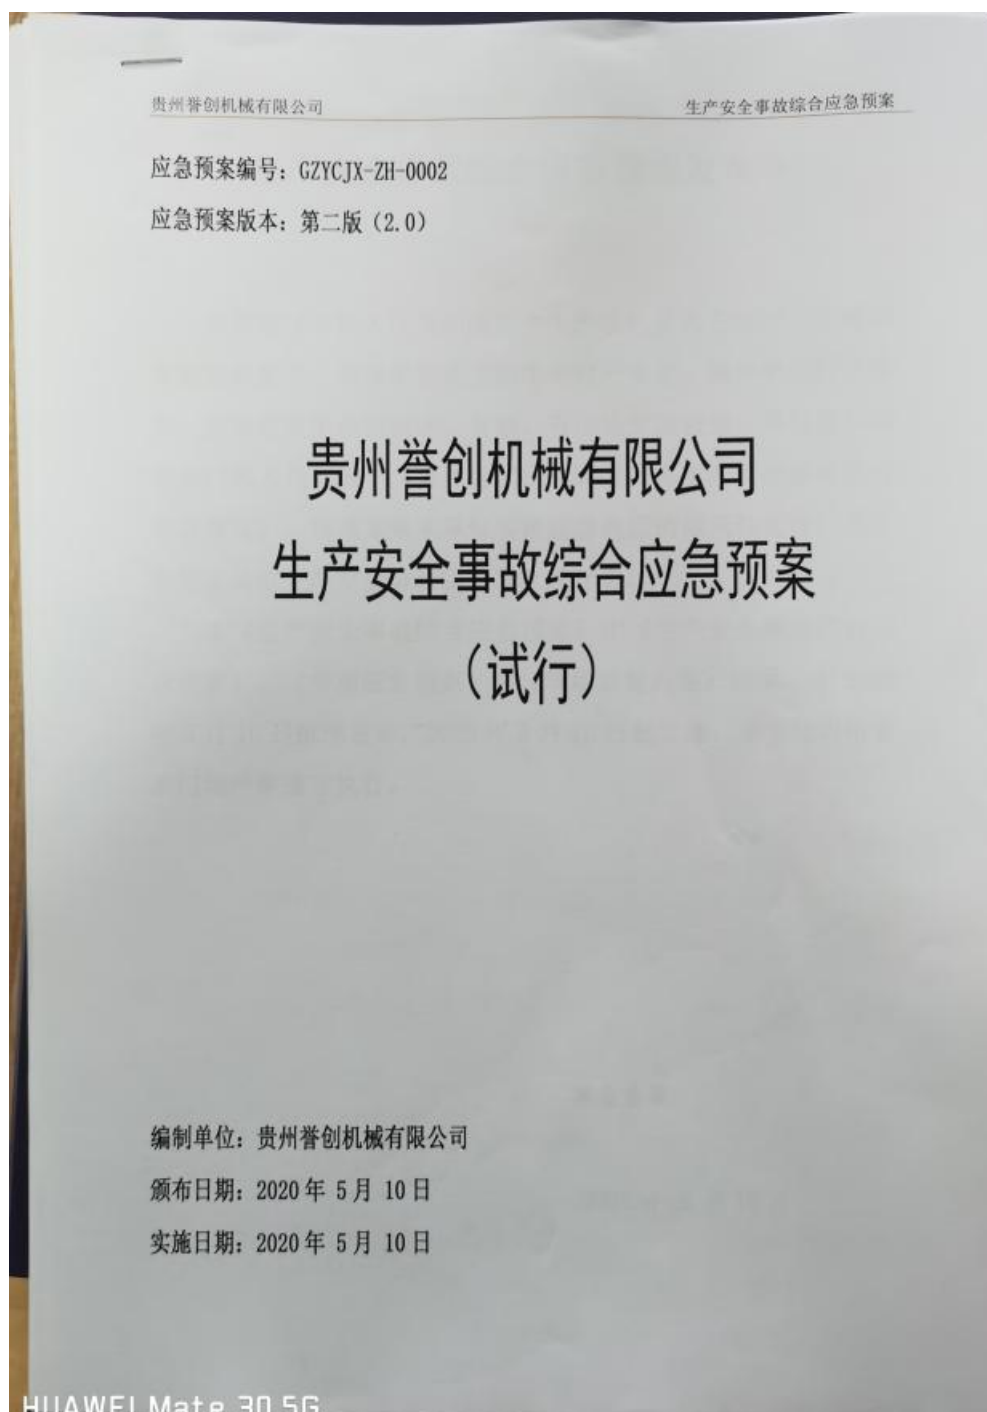 贵州誉创机械有限公司 生产安全事故综合应急预案
应急预案编号：GZYCJX-ZH-0002
应急预案版本：第二版（2.0）
贵州誉创机械有限公司
生产安全事故综合应急预案
（试行）
编制单位：贵州誉创机械有限公司
颁布日期：2020年 5月 10日
实施日期：2020年 5月 10日
HUAWEI Mate 30 5G